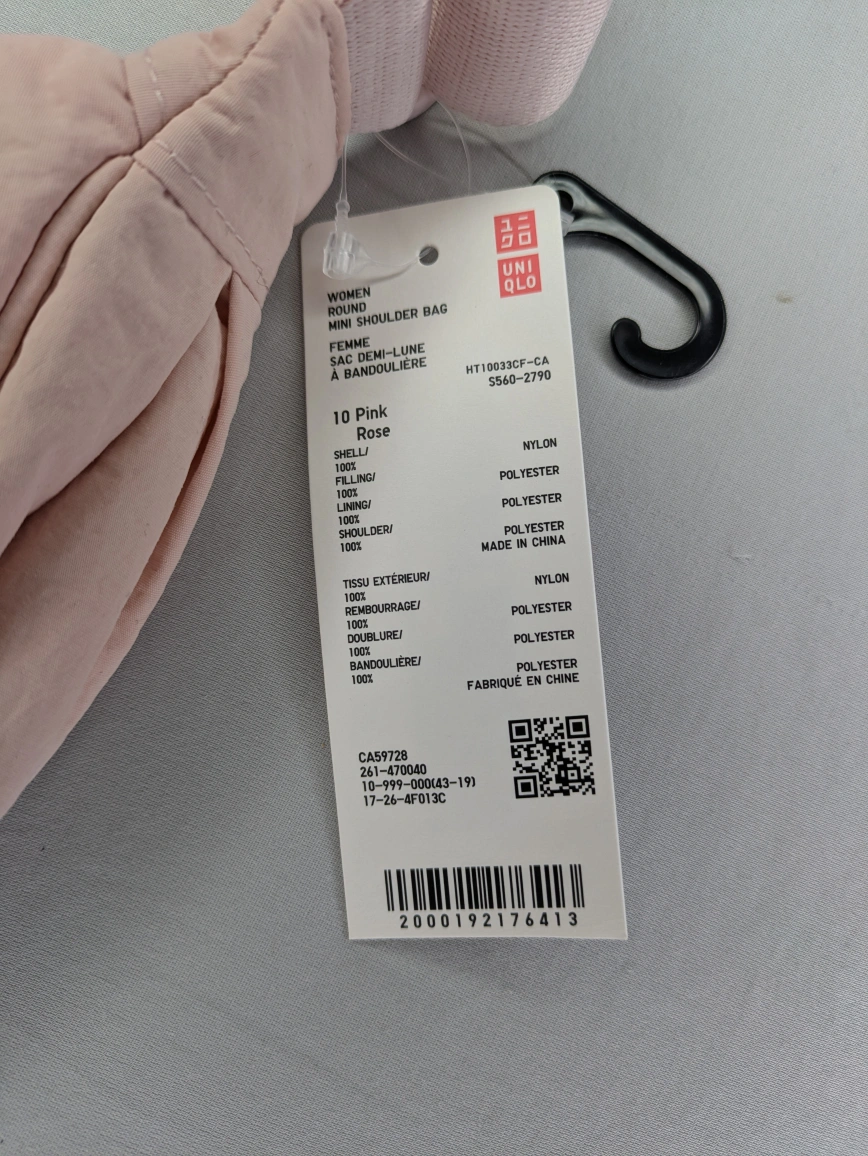 ユニ
クロ
UNI
QLO
WOMEN
ROUND
MINI SHOULDER BAG
FEMME
SAC DEMI-LUNE
À BANDOULIÈRE
HT10033CF-CA
S560-2790
10 Pink
Rose
SHELL/ NYLON
100%
FILLING/ POLYESTER
100%
LINING/ POLYESTER
100%
SHOULDER/ POLYESTER
100% MADE IN CHINA
TISSU EXTÉRIEUR/ NYLON
100%
REMBOURRAGE/ POLYESTER
100%
DOUBLURE/ POLYESTER
100%
BANDOULIÈRE/ POLYESTER
100% FABRIQUÉ EN CHINE
CA59728
261-470040
10-999-000(43-19)
17-26-4F013C
2000192176413